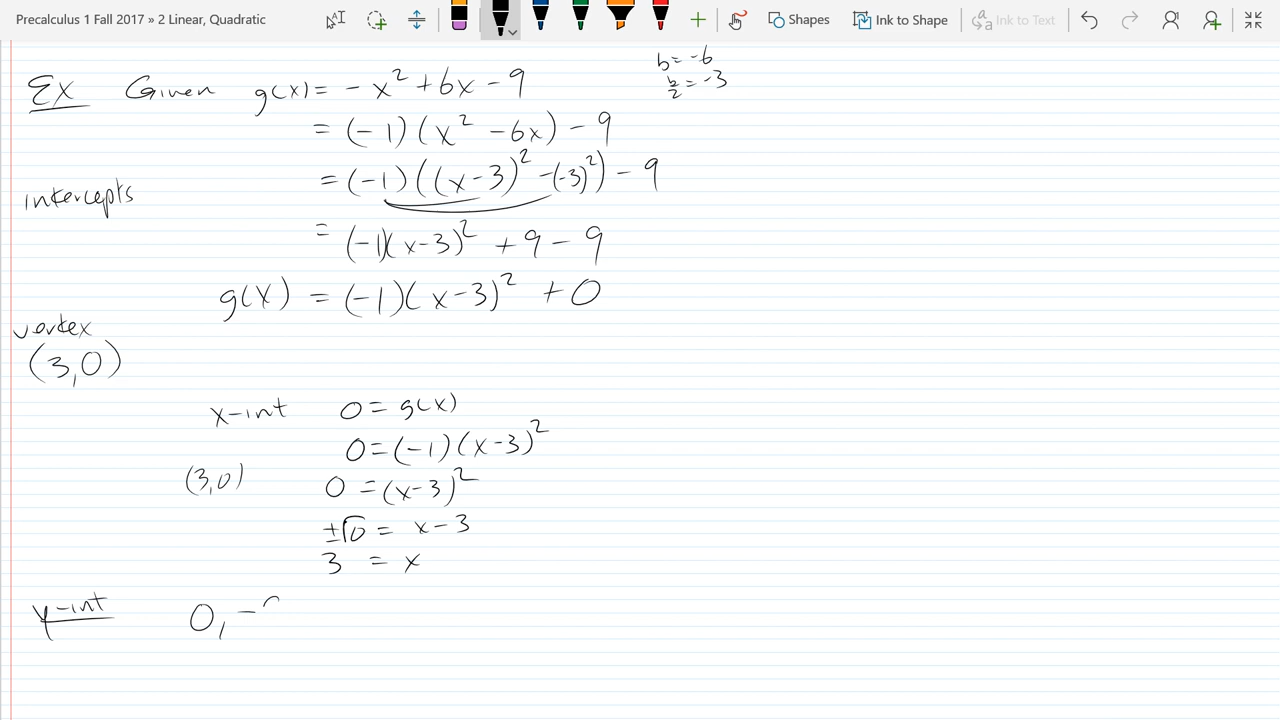 Precalculus 1 Fall 2017 » 2 Linear, Quadratic
Shapes
Ink to Shape
Ink to Text
b = -6
b/2 = -3
Ex Given g(x) = -x² + 6x - 9
= (-1)(x² - 6x) - 9
= (-1)((x-3)² - (-3)²) - 9
intercepts
= (-1)(x-3)² + 9 - 9
g(x) = (-1)(x-3)² + 0
vertex
(3,0)
x-int 0 = g(x)
0 = (-1)(x-3)²
(3,0) 0 = (x-3)²
±√0 = x-3
3 = x
y-int 0, -